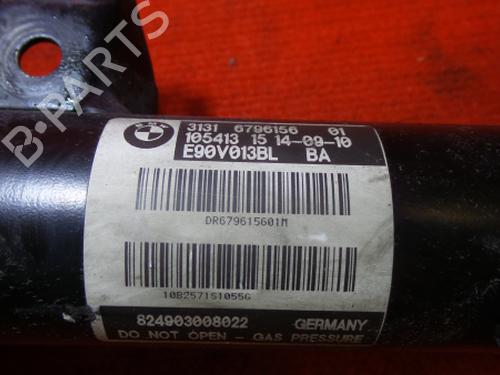 BMW
3131 6796156 01
105413 15 14-09-10
E90V013BL BA
DR679615601M
10B2571S1055G
824903008022 GERMANY
DO NOT OPEN - GAS PRESSURE